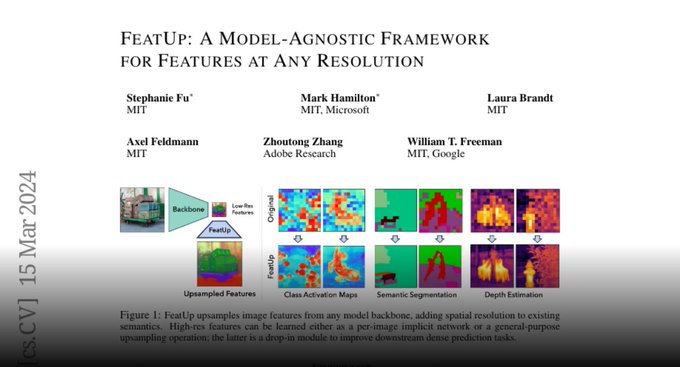 FEATUP: A MODEL-AGNOSTIC FRAMEWORK
FOR FEATURES AT ANY RESOLUTION
Stephanie Fu*
MIT
Mark Hamilton*
MIT, Microsoft
Laura Brandt
MIT
Axel Feldmann
MIT
Zhoutong Zhang
Adobe Research
William T. Freeman
MIT, Google
[cs.CV] 15 Mar 2024
Backbone
Low-Res
Features
FeatUp
Upsampled Features
Original
FeatUp
Class Activation Maps
Semantic Segmentation
Depth Estimation
Figure 1: FeatUp upsamples image features from any model backbone, adding spatial resolution to existing
semantics. High-res features can be learned either as a per-image implicit network or a general-purpose
upsampling operation; the latter is a drop-in module to improve downstream dense prediction tasks.